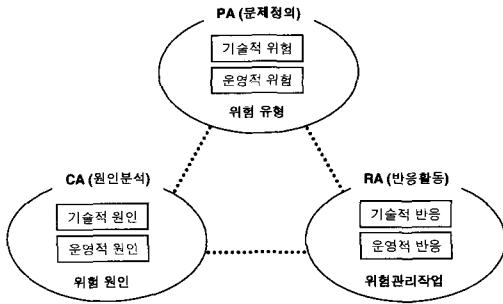 PA (문제정의)
기술적 위험
운영적 위험
위험 유형
CA (원인분석)
기술적 원인
운영적 원인
위험 원인
RA (반응활동)
기술적 반응
운영적 반응
위험관리작업